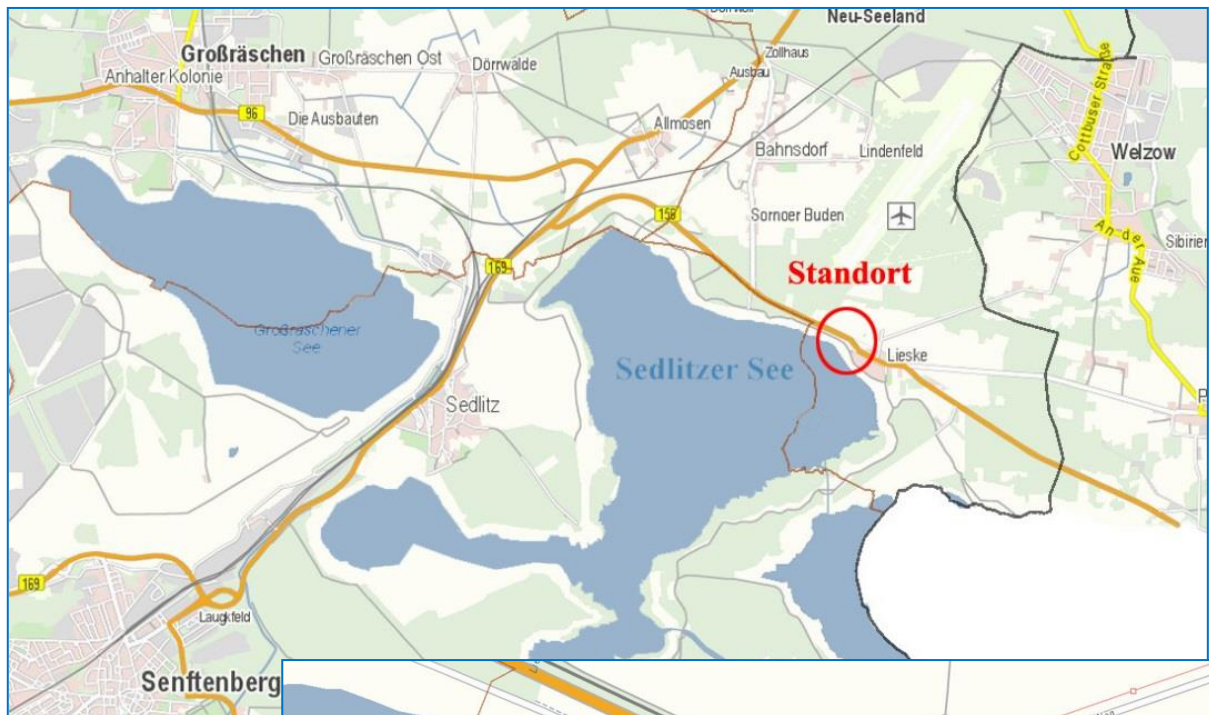 Neu-Seeland
Großräschen
Großräschen Ost
Dörrwalde
Zollhaus
Anhalter Kolonie
Ausbau
Cottbuser Straße
96
Die Ausbauten
Allmosen
Bahnsdorf
Lindenfeld
Welzow
156
Sornoer Buden
An der Aue
Sibirien
169
Standort
Großräschener
See
Sedlitzer See
Lieske
Sedlitz
169
Laugkfeld
Senftenberg